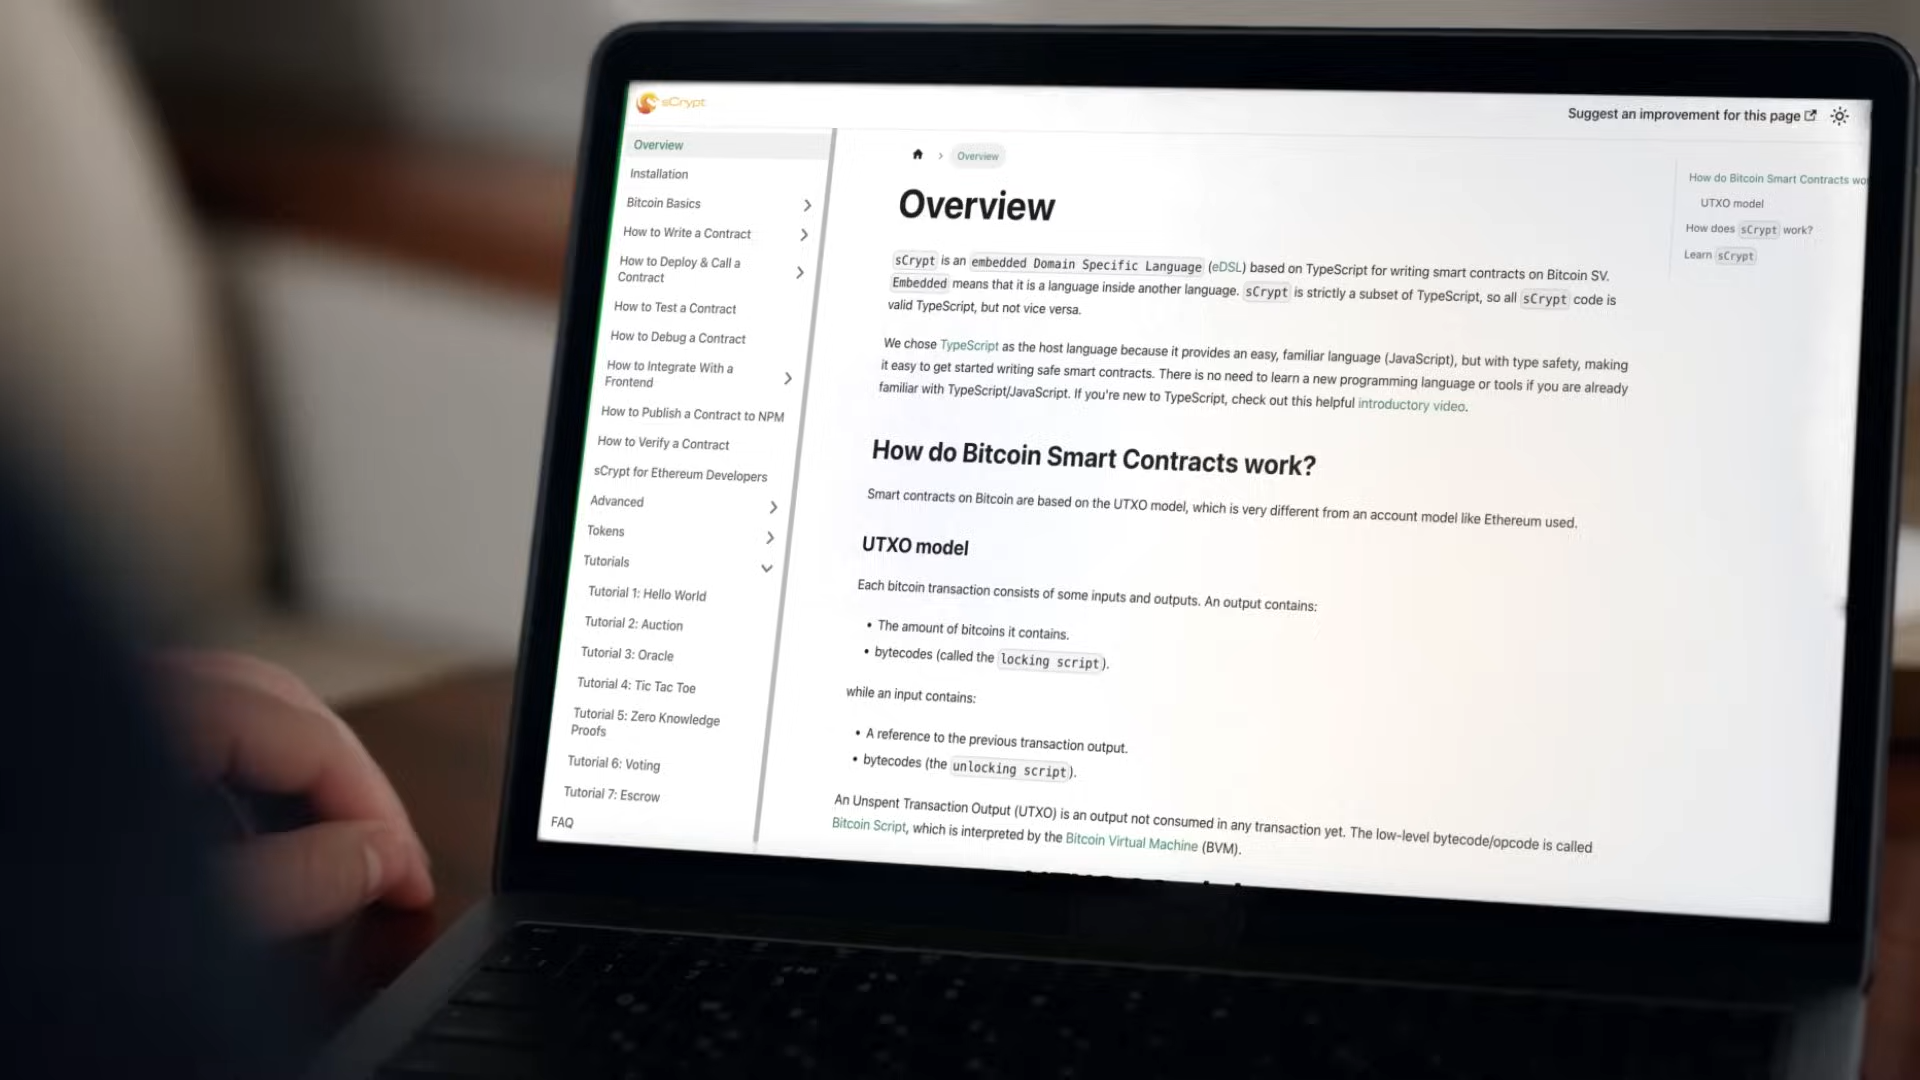 sCrypt
Suggest an improvement for this page
Overview
Installation
Bitcoin Basics
How to Write a Contract
How to Deploy & Call a
Contract
How to Test a Contract
How to Debug a Contract
How to Integrate With a
Frontend
How to Publish a Contract to NPM
How to Verify a Contract
sCrypt for Ethereum Developers
Advanced
Tokens
Tutorials
Tutorial 1: Hello World
Tutorial 2: Auction
Tutorial 3: Oracle
Tutorial 4: Tic Tac Toe
Tutorial 5: Zero Knowledge
Proofs
Tutorial 6: Voting
Tutorial 7: Escrow
FAQ
Overview
Overview
sCrypt is an embedded Domain Specific Language (eDSL) based on TypeScript for writing smart contracts on Bitcoin SV.
Embedded means that it is a language inside another language. sCrypt is strictly a subset of TypeScript, so all sCrypt code is
valid TypeScript, but not vice versa.
We chose TypeScript as the host language because it provides an easy, familiar language (JavaScript), but with type safety, making
it easy to get started writing safe smart contracts. There is no need to learn a new programming language or tools if you are already
familiar with TypeScript/JavaScript. If you're new to TypeScript, check out this helpful introductory video.
How do Bitcoin Smart Contracts work?
Smart contracts on Bitcoin are based on the UTXO model, which is very different from an account model like Ethereum used.
UTXO model
Each bitcoin transaction consists of some inputs and outputs. An output contains:
• The amount of bitcoins it contains.
• bytecodes (called the locking script).
while an input contains:
• A reference to the previous transaction output.
• bytecodes (the unlocking script).
An Unspent Transaction Output (UTXO) is an output not consumed in any transaction yet. The low-level bytecode/opcode is called
Bitcoin Script, which is interpreted by the Bitcoin Virtual Machine (BVM).
How do Bitcoin Smart Contracts wo
UTXO model
How does sCrypt work?
Learn sCrypt